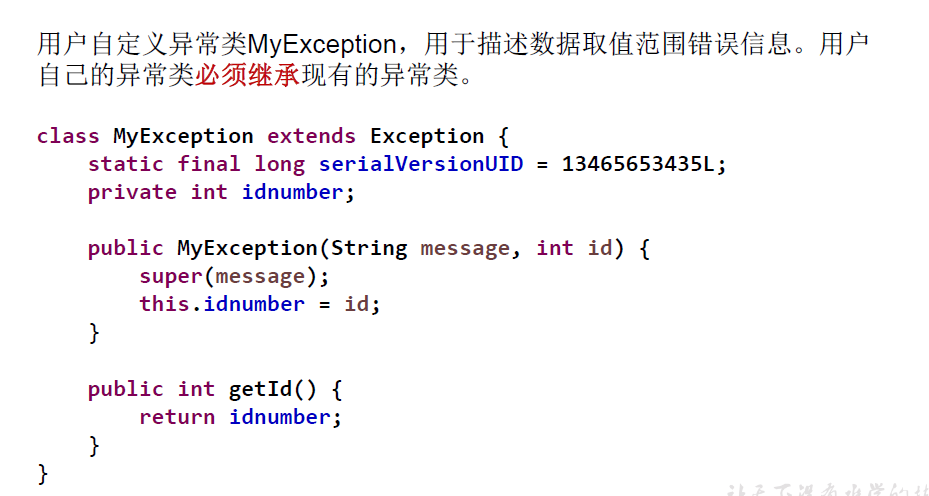 用户自定义异常类MyException，用于描述数据取值范围错误信息。用户
自己的异常类必须继承现有的异常类。
class MyException extends Exception {
    static final long serialVersionUID = 13465653435L;
    private int idnumber;
    public MyException(String message, int id) {
        super(message);
        this.idnumber = id;
    }
    public int getId() {
        return idnumber;
    }
}